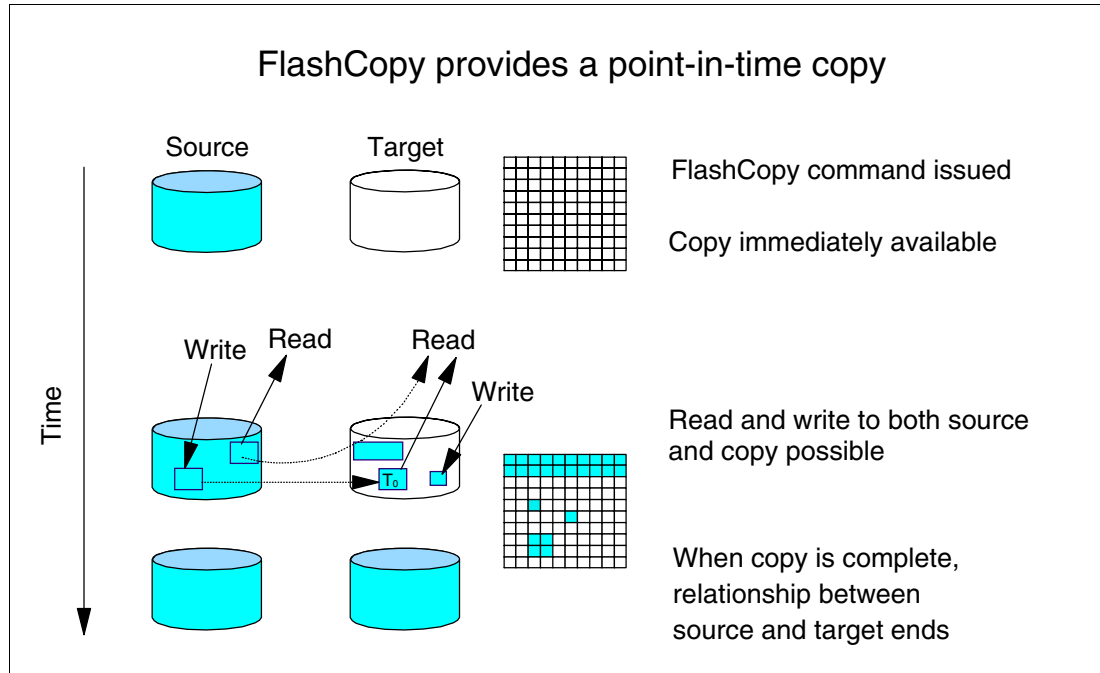 FlashCopy provides a point-in-time copy
Source
Target
FlashCopy command issued
Copy immediately available
Time
Write
Read
Read
Write
T0
Read and write to both source
and copy possible
When copy is complete,
relationship between
source and target ends